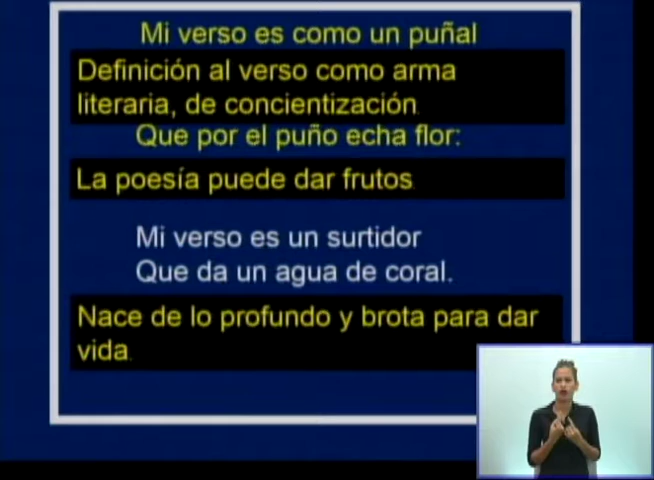 Mi verso es como un puñal
Definición al verso como arma
literaria, de concientización
Que por el puño echa flor:
La poesía puede dar frutos
Mi verso es un surtidor
Que da un agua de coral.
Nace de lo profundo y brota para dar
vida.